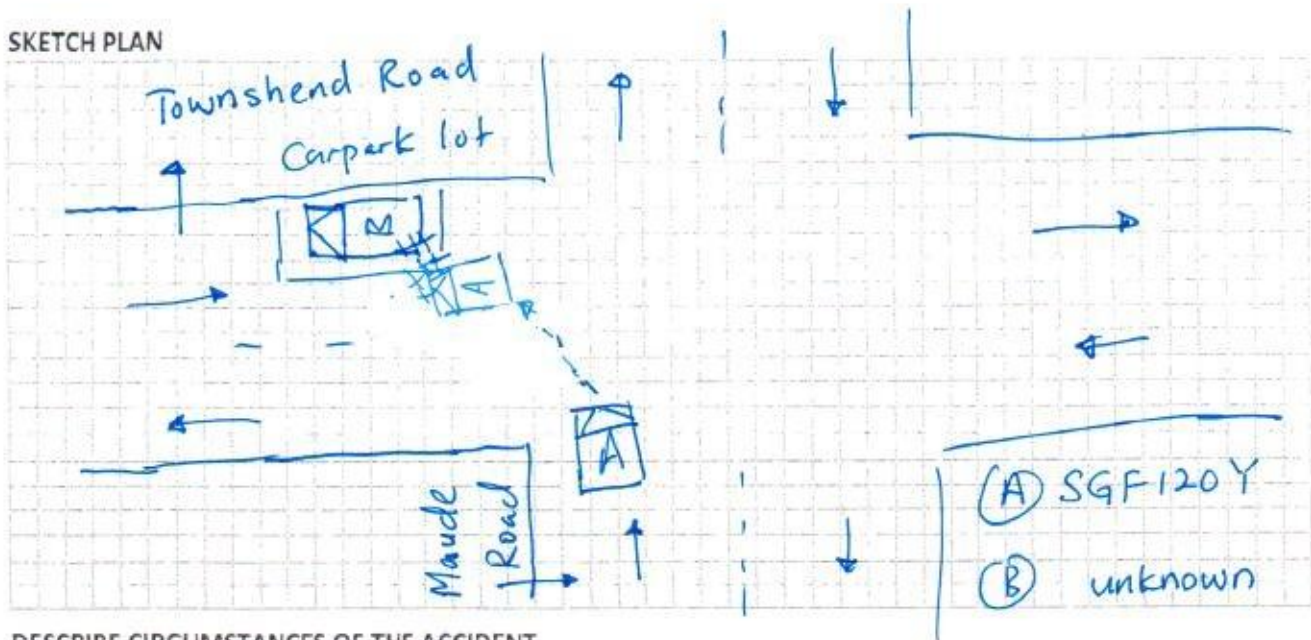 SKETCH PLAN
Townshend Road
Carpark lot
B
A
A
Maude
Road
(A) SGF120Y
(B) unknown
DESCRIBE CIRCUMSTANCES OF THE ACCIDENT